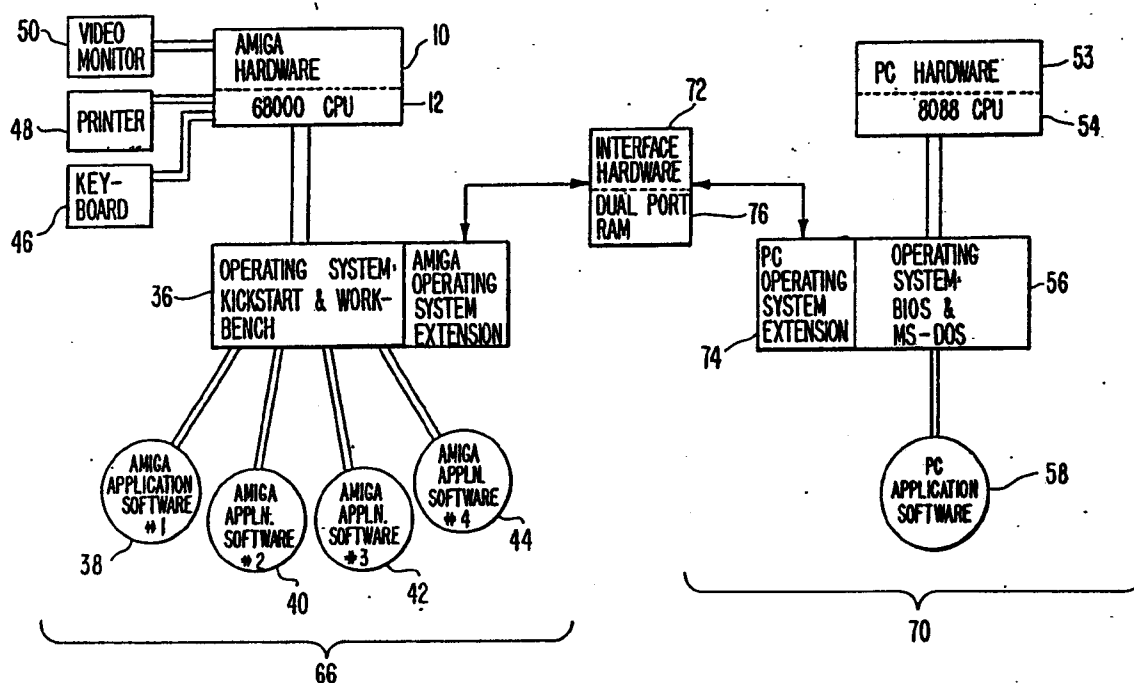 50
VIDEO
MONITOR
PRINTER
48
KEY-
BOARD
46
AMIGA
HARDWARE
10
68000 CPU
12
72
INTERFACE
HARDWARE
DUAL PORT
RAM
76
PC HARDWARE
53
8088 CPU
54
36
OPERATING SYSTEM:
KICKSTART & WORK-
BENCH
AMIGA
OPERATING
SYSTEM
EXTENSION
PC
OPERATING
SYSTEM
EXTENSION
74
OPERATING
SYSTEM:
BIOS &
MS-DOS
56
AMIGA
APPLICATION
SOFTWARE
#1
38
AMIGA
APPLN.
SOFTWARE
#2
40
AMIGA
APPLN.
SOFTWARE
#3
42
AMIGA
APPLN.
SOFTWARE
#4
44
PC
APPLICATION
SOFTWARE
58
66
70